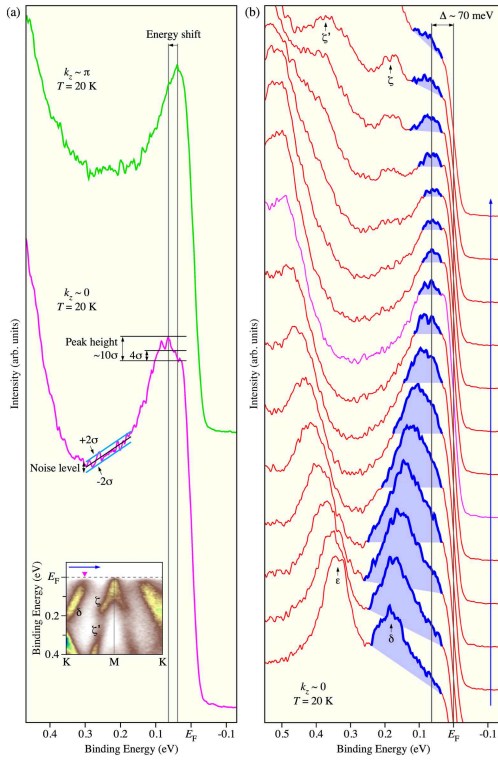 (a)
Energy shift
k_z ~ π
T = 20 K
k_z ~ 0
T = 20 K
Peak height
~10σ
4σ
+2σ
Noise level
-2σ
E_F
0.2
0.4
Binding Energy (eV)
δ
ζ
ζ'
K
M
K
Intensity (arb. units)
0.4
0.3
0.2
0.1
E_F
-0.1
Binding Energy (eV)
(b)
Δ ~ 70 meV
ζ'
ζ
ε
δ
k_z ~ 0
T = 20 K
Intensity (arb. units)
0.5
0.4
0.3
0.2
0.1
E_F
-0.1
Binding Energy (eV)